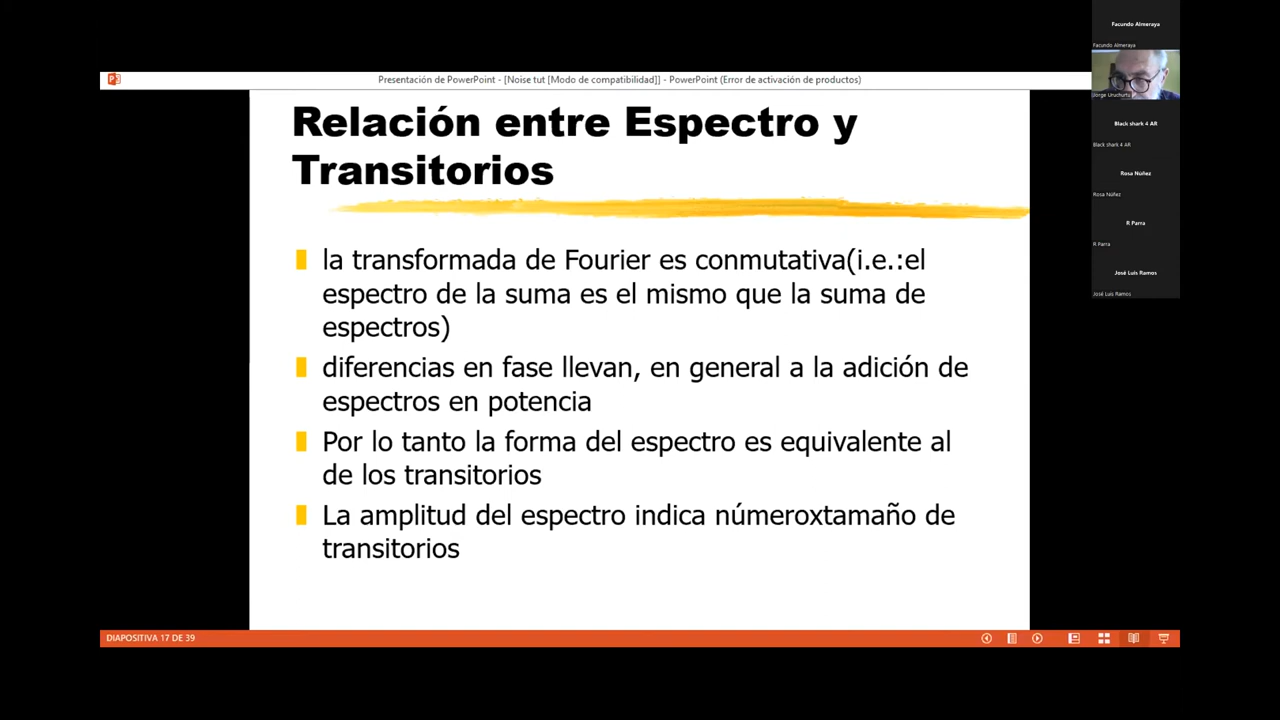 Presentación de PowerPoint - [Noise tut [Modo de compatibilidad]] - PowerPoint (Error de activación de productos)
Relación entre Espectro y
Transitorios
la transformada de Fourier es conmutativa(i.e.:el
espectro de la suma es el mismo que la suma de
espectros)
diferencias en fase llevan, en general a la adición de
espectros en potencia
Por lo tanto la forma del espectro es equivalente al
de los transitorios
La amplitud del espectro indica númeroxtamaño de
transitorios
DIAPOSITIVA 17 DE 39
Facundo Almeraya
Facundo Almeraya
Jorge Uruchurtu
Black shark 4 AR
Black shark 4 AR
Rosa Núñez
Rosa Núñez
R Parra
R Parra
José Luis Ramos
José Luis Ramos